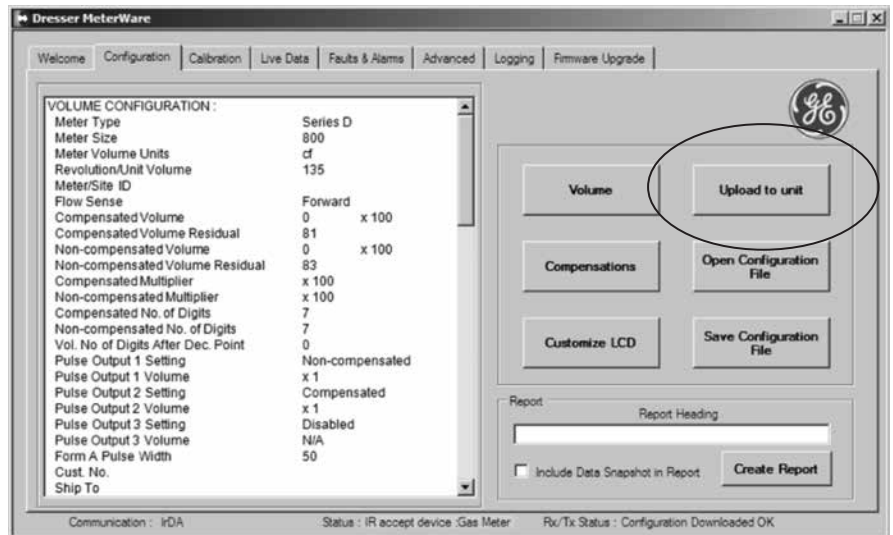 Dresser MeterWare
Welcome Configuration Calibration Live Data Faults & Alarms Advanced Logging Firmware Upgrade
VOLUME CONFIGURATION :
Meter Type Series D
Meter Size 800
Meter Volume Units cf
Revolution/Unit Volume 135
Meter/Site ID
Flow Sense Forward
Compensated Volume 0 x 100
Compensated Volume Residual 81
Non-compensated Volume 0 x 100
Non-compensated Volume Residual 83
Compensated Multiplier x 100
Non-compensated Multiplier x 100
Compensated No. of Digits 7
Non-compensated No. of Digits 7
Vol. No of Digits After Dec. Point 0
Pulse Output 1 Setting Non-compensated
Pulse Output 1 Volume x 1
Pulse Output 2 Setting Compensated
Pulse Output 2 Volume x 1
Pulse Output 3 Setting Disabled
Pulse Output 3 Volume N/A
Form A Pulse Width 50
Cust. No.
Ship To
GE
Volume
Upload to unit
Compensations
Open Configuration
File
Customize LCD
Save Configuration
File
Report
Report Heading
Include Data Snapshot in Report
Create Report
Communication : IrDA Status : IR accept device :Gas Meter Rx/Tx Status : Configuration Downloaded OK